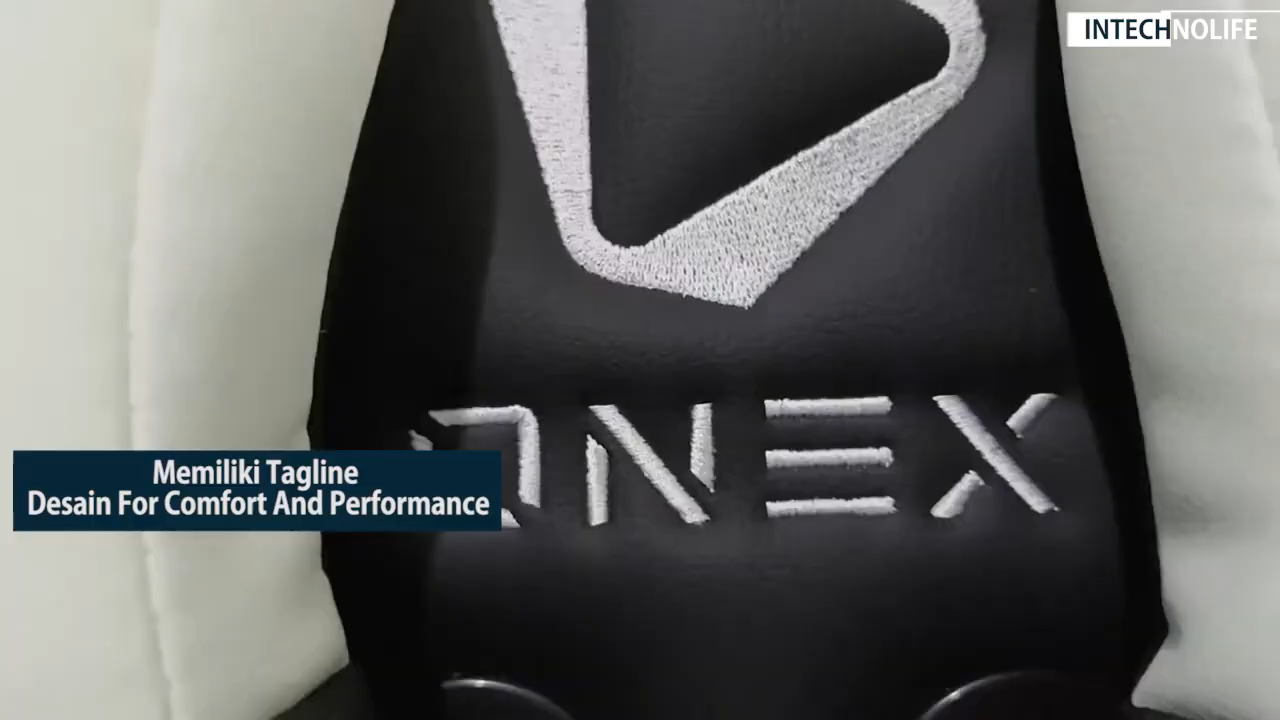 INTECHNOLIFE
ONEX
Memiliki Tagline
Desain For Comfort And Performance